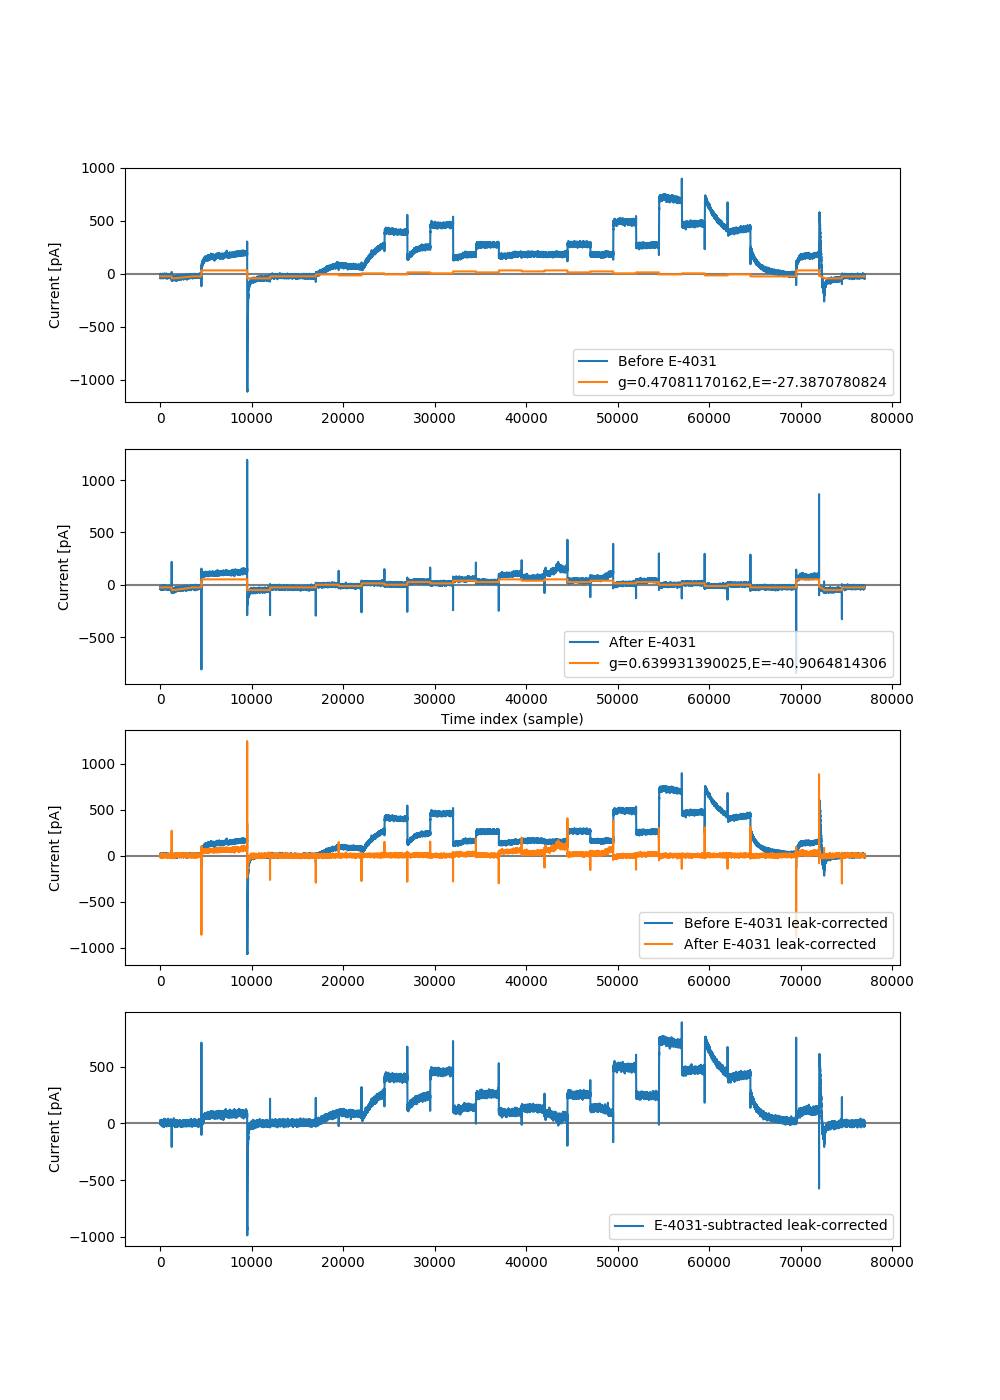 1000
500
0
−500
−1000
Current [pA]
Before E-4031
g=0.47081170162,E=-27.3870780824
0 10000 20000 30000 40000 50000 60000 70000 80000
1000
500
0
−500
Current [pA]
After E-4031
g=0.639931390025,E=-40.9064814306
0 10000 20000 30000 40000 50000 60000 70000 80000
Time index (sample)
1000
500
0
−500
−1000
Current [pA]
Before E-4031 leak-corrected
After E-4031 leak-corrected
0 10000 20000 30000 40000 50000 60000 70000 80000
500
0
−500
−1000
Current [pA]
E-4031-subtracted leak-corrected
0 10000 20000 30000 40000 50000 60000 70000 80000